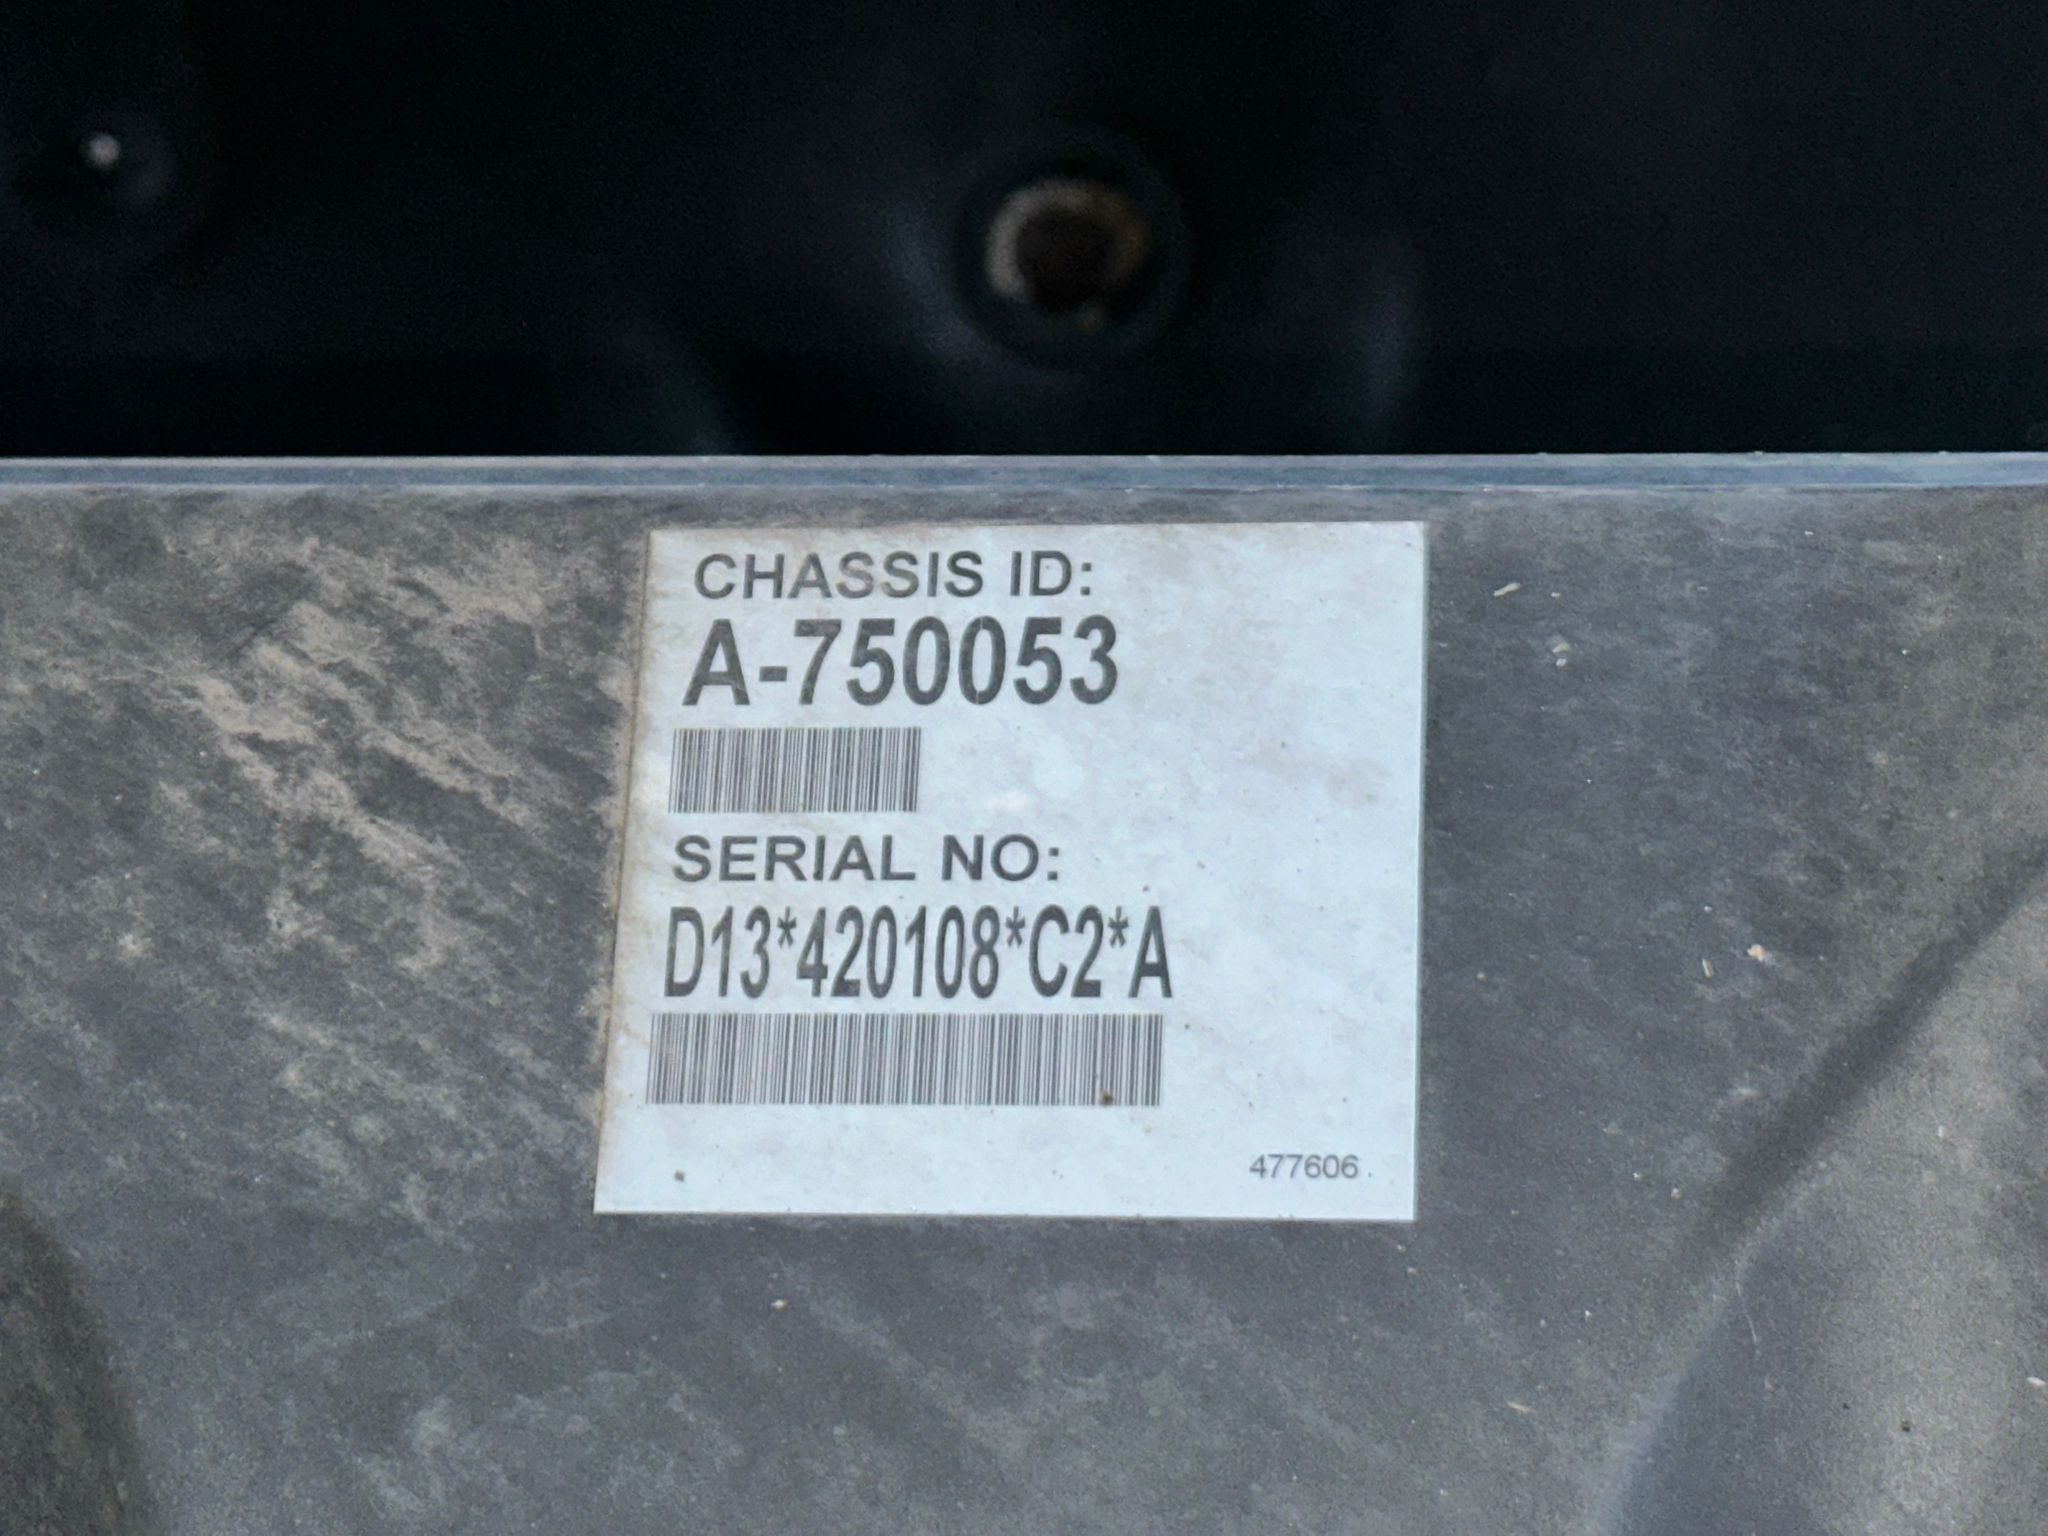 CHASSIS ID:
A-750053
SERIAL NO:
D13*420108*C2*A
477606